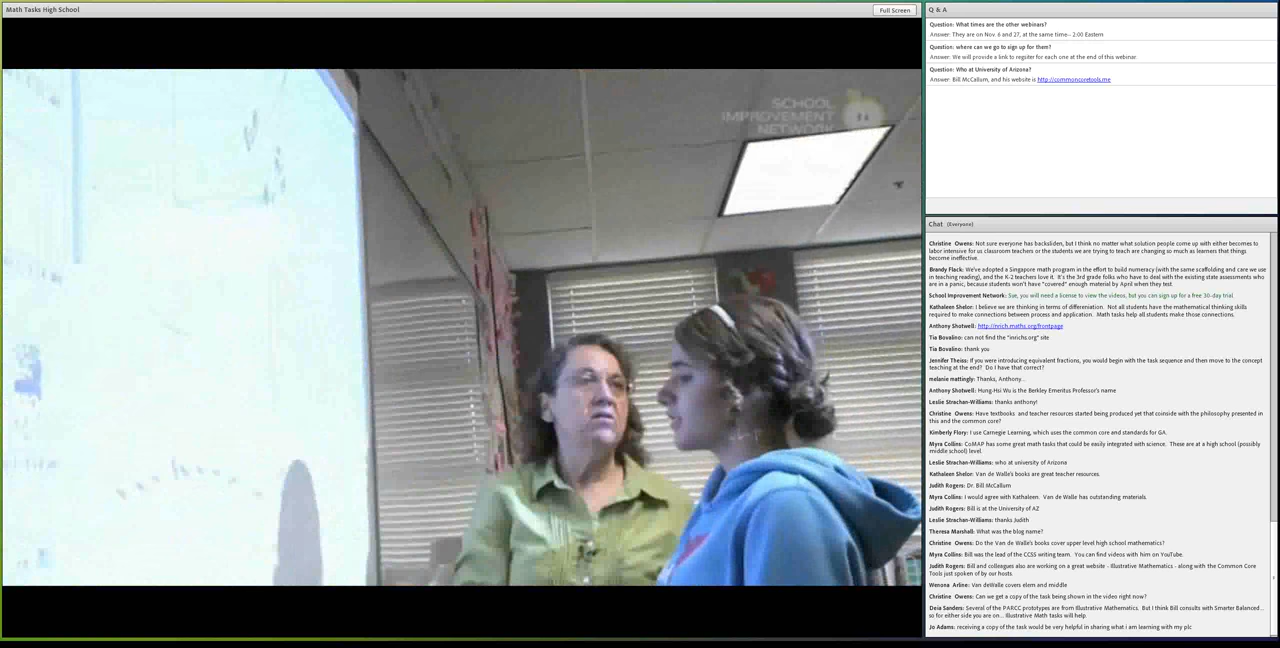 Math Tasks High School
Full Screen
SCHOOL
IMPROVEMENT
NETWORK
Q & A
Question: What times are the other webinars?
Answer: They are on Nov. 6 and 27, at the same time-- 2:00 Eastern
Question: where can we go to sign up for them?
Answer: We will provide a link to register for each one at the end of this webinar.
Question: Who at University of Arizona?
Answer: Bill McCallum, and his website is http://commoncoretools.me
Chat (Everyone)
Christine Owens: Not sure everyone has backsliden, but I think no matter what solution people come up with either becomes to
labor intensive for us classroom teachers or the students we are trying to teach are changing so much as learners that things
become ineffective.
Brandy Flack: We've adopted a Singapore math program in the effort to build numeracy (with the same scaffolding and care we use
in teaching reading), and the K-2 teachers love it. It's the 3rd grade folks who have to deal with the existing state assessments who
are in a panic, because students won't have "covered" enough material by April when they test
School Improvement Network: Sue, you will need a license to view the videos, but you can sign up for a free 30-day trial
Kathaleen Shelor: I believe we are thinking in terms of differeniation. Not all students have the mathematical thinking skills
required to make connections between process and application. Math tasks help all students make those connections.
Anthony Shotwell: http://nrich.maths.org/frontpage
Tia Bovalino: can not find the "inrichs.org" site
Tia Bovalino: thank you
Jennifer Theiss: If you were introducing equivalent fractions, you would begin with the task sequence and then move to the concept
teaching at the end? Do I have that correct?
melanie mattingly: Thanks, Anthony...
Anthony Shotwell: Hung-Hsi Wu is the Berkley Emeritus Professor's name
Leslie Strachan-Williams: thanks anthony!
Christine Owens: Have textbooks and teacher resources started being produced yet that coinside with the philosophy presented in
this and the common core?
Kimberly Flory: I use Carnegie Learning, which uses the common core and standards for GA.
Myra Collins: CoMAP has some great math tasks that could be easily integrated with science. These are at a high school (possibly
middle school) level.
Leslie Strachan-Williams: who at university of Arizona
Kathaleen Shelor: Van de Walle's books are great teacher resources.
Judith Rogers: Dr. Bill McCallum
Myra Collins: I would agree with Kathaleen. Van de Walle has outstanding materials.
Judith Rogers: Bill is at the University of AZ
Leslie Strachan-Williams: thanks Judith
Theresa Marshall: What was the blog name?
Christine Owens: Do the Van de Walle's books cover upper level high school mathematics?
Myra Collins: Bill was the lead of the CCSS writing team. You can find videos with him on YouTube.
Judith Rogers: Bill and colleagues also are working on a great website - Illustrative Mathematics - along with the Common Core
Tools just spoken of by our hosts.
Wenona Arline: Van deWalle covers elem and middle
Christine Owens: Can we get a copy of the task being shown in the video right now?
Deia Sanders: Several of the PARCC prototypes are from Illustrative Mathematics. But I think Bill consults with Smarter Balanced...
so for either side you are on... Illustrative Math tasks will help.
Jo Adams: receiving a copy of the task would be very helpful in sharing what i am learning with my plc